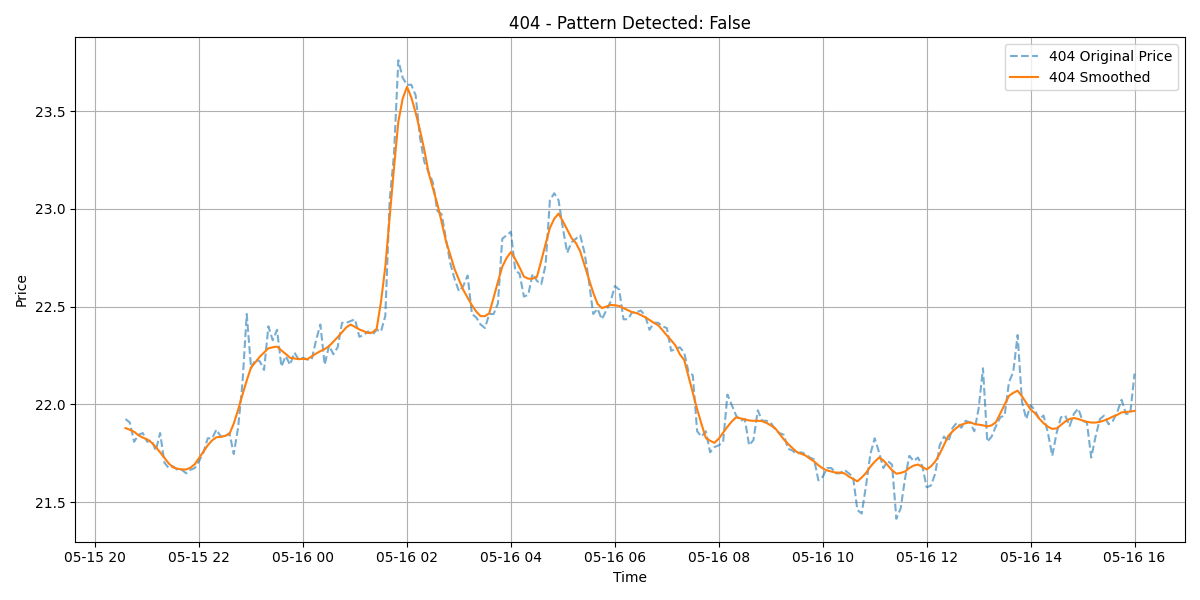 404 - Pattern Detected: False
404 Original Price
404 Smoothed
23.5
23.0
22.5
22.0
21.5
Price
05-15 20 05-15 22 05-16 00 05-16 02 05-16 04 05-16 06 05-16 08 05-16 10 05-16 12 05-16 14 05-16 16
Time